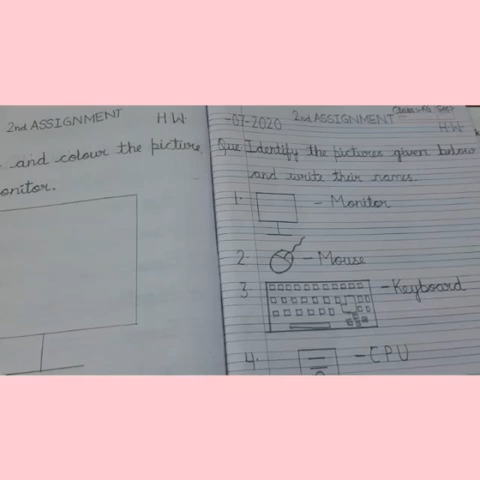 2nd ASSIGNMENT H.W
and colour the picture
onitor.
-07-2020 2nd ASSIGNMENT
H.W
Que Identify the pictures given below
and write their names.
1. - Monitor
2. - Mouse
3 - Keyboard
4. - CPU